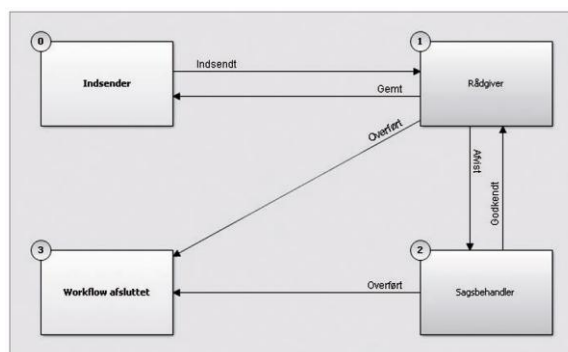 0
Indsender
Indsendt
1
Rådgiver
Gemt
Overført
Afvist
Godkendt
3
Workflow afsluttet
Overført
2
Sagsbehandler